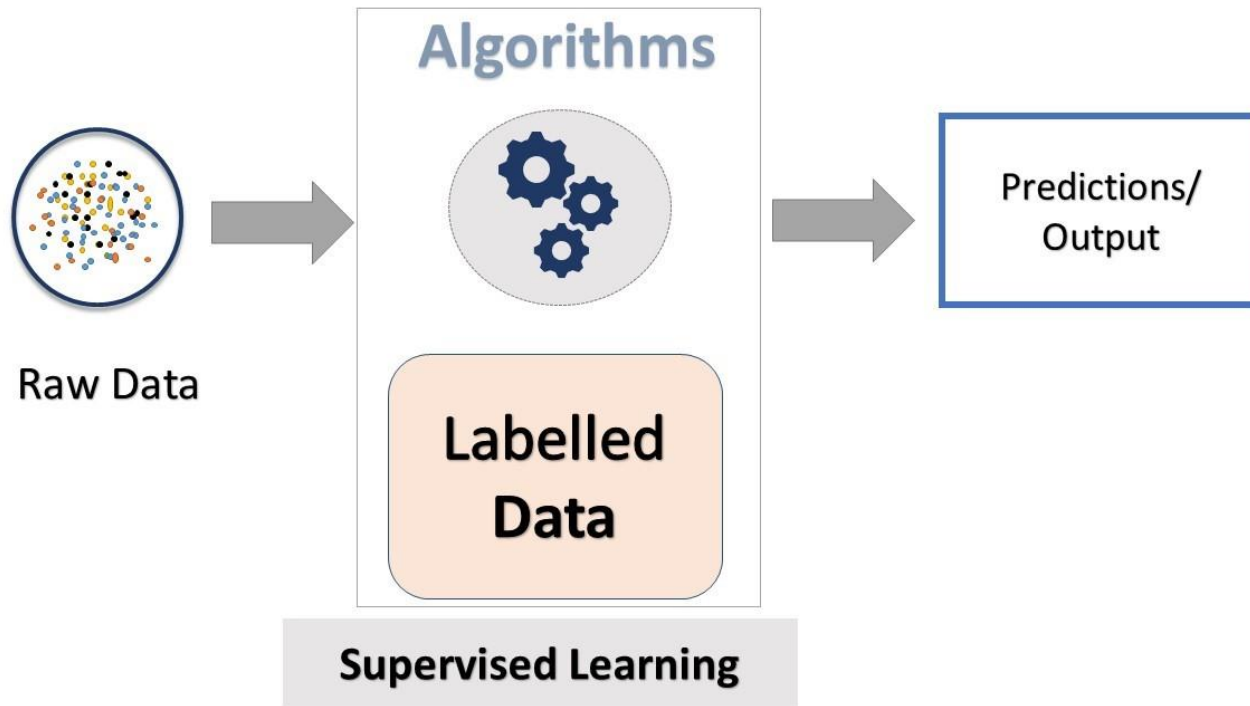 Algorithms
Raw Data
Predictions/
Output
Labelled
Data
Supervised Learning